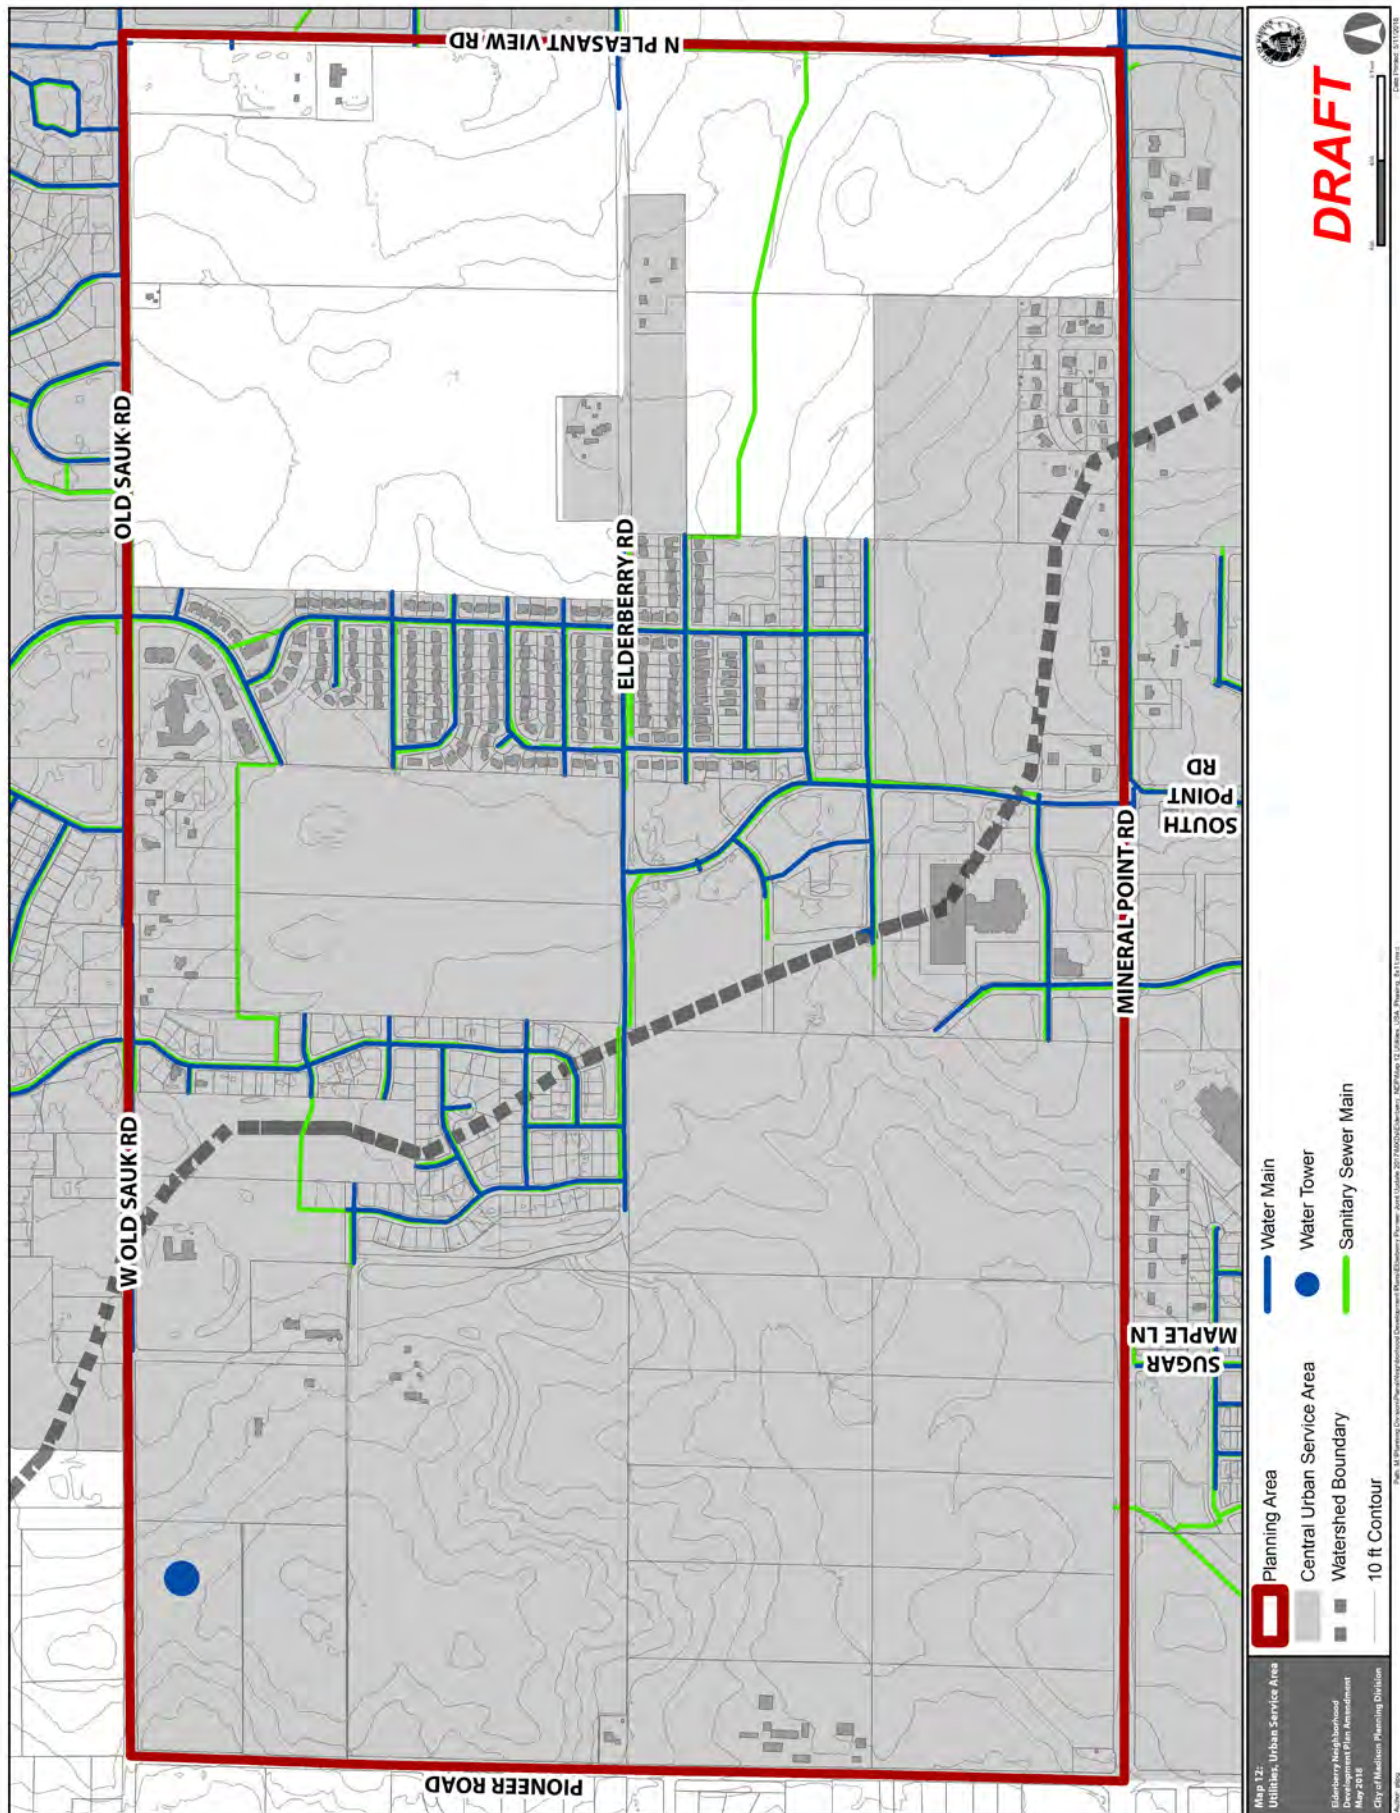 N PLEASANT VIEW RD
OLD SAUK RD
ELDERBERRY RD
W OLD SAUK RD
MINERAL POINT RD
SOUTH
POINT
RD
SUGAR
MAPLE LN
PIONEER ROAD
DRAFT
Map 12:
Utilities, Urban Service Area
Elderberry Neighborhood
Development Plan Amendment
May 2018
City of Madison Planning Division
Planning Area
Central Urban Service Area
Watershed Boundary
10 ft Contour
Water Main
Water Tower
Sanitary Sewer Main